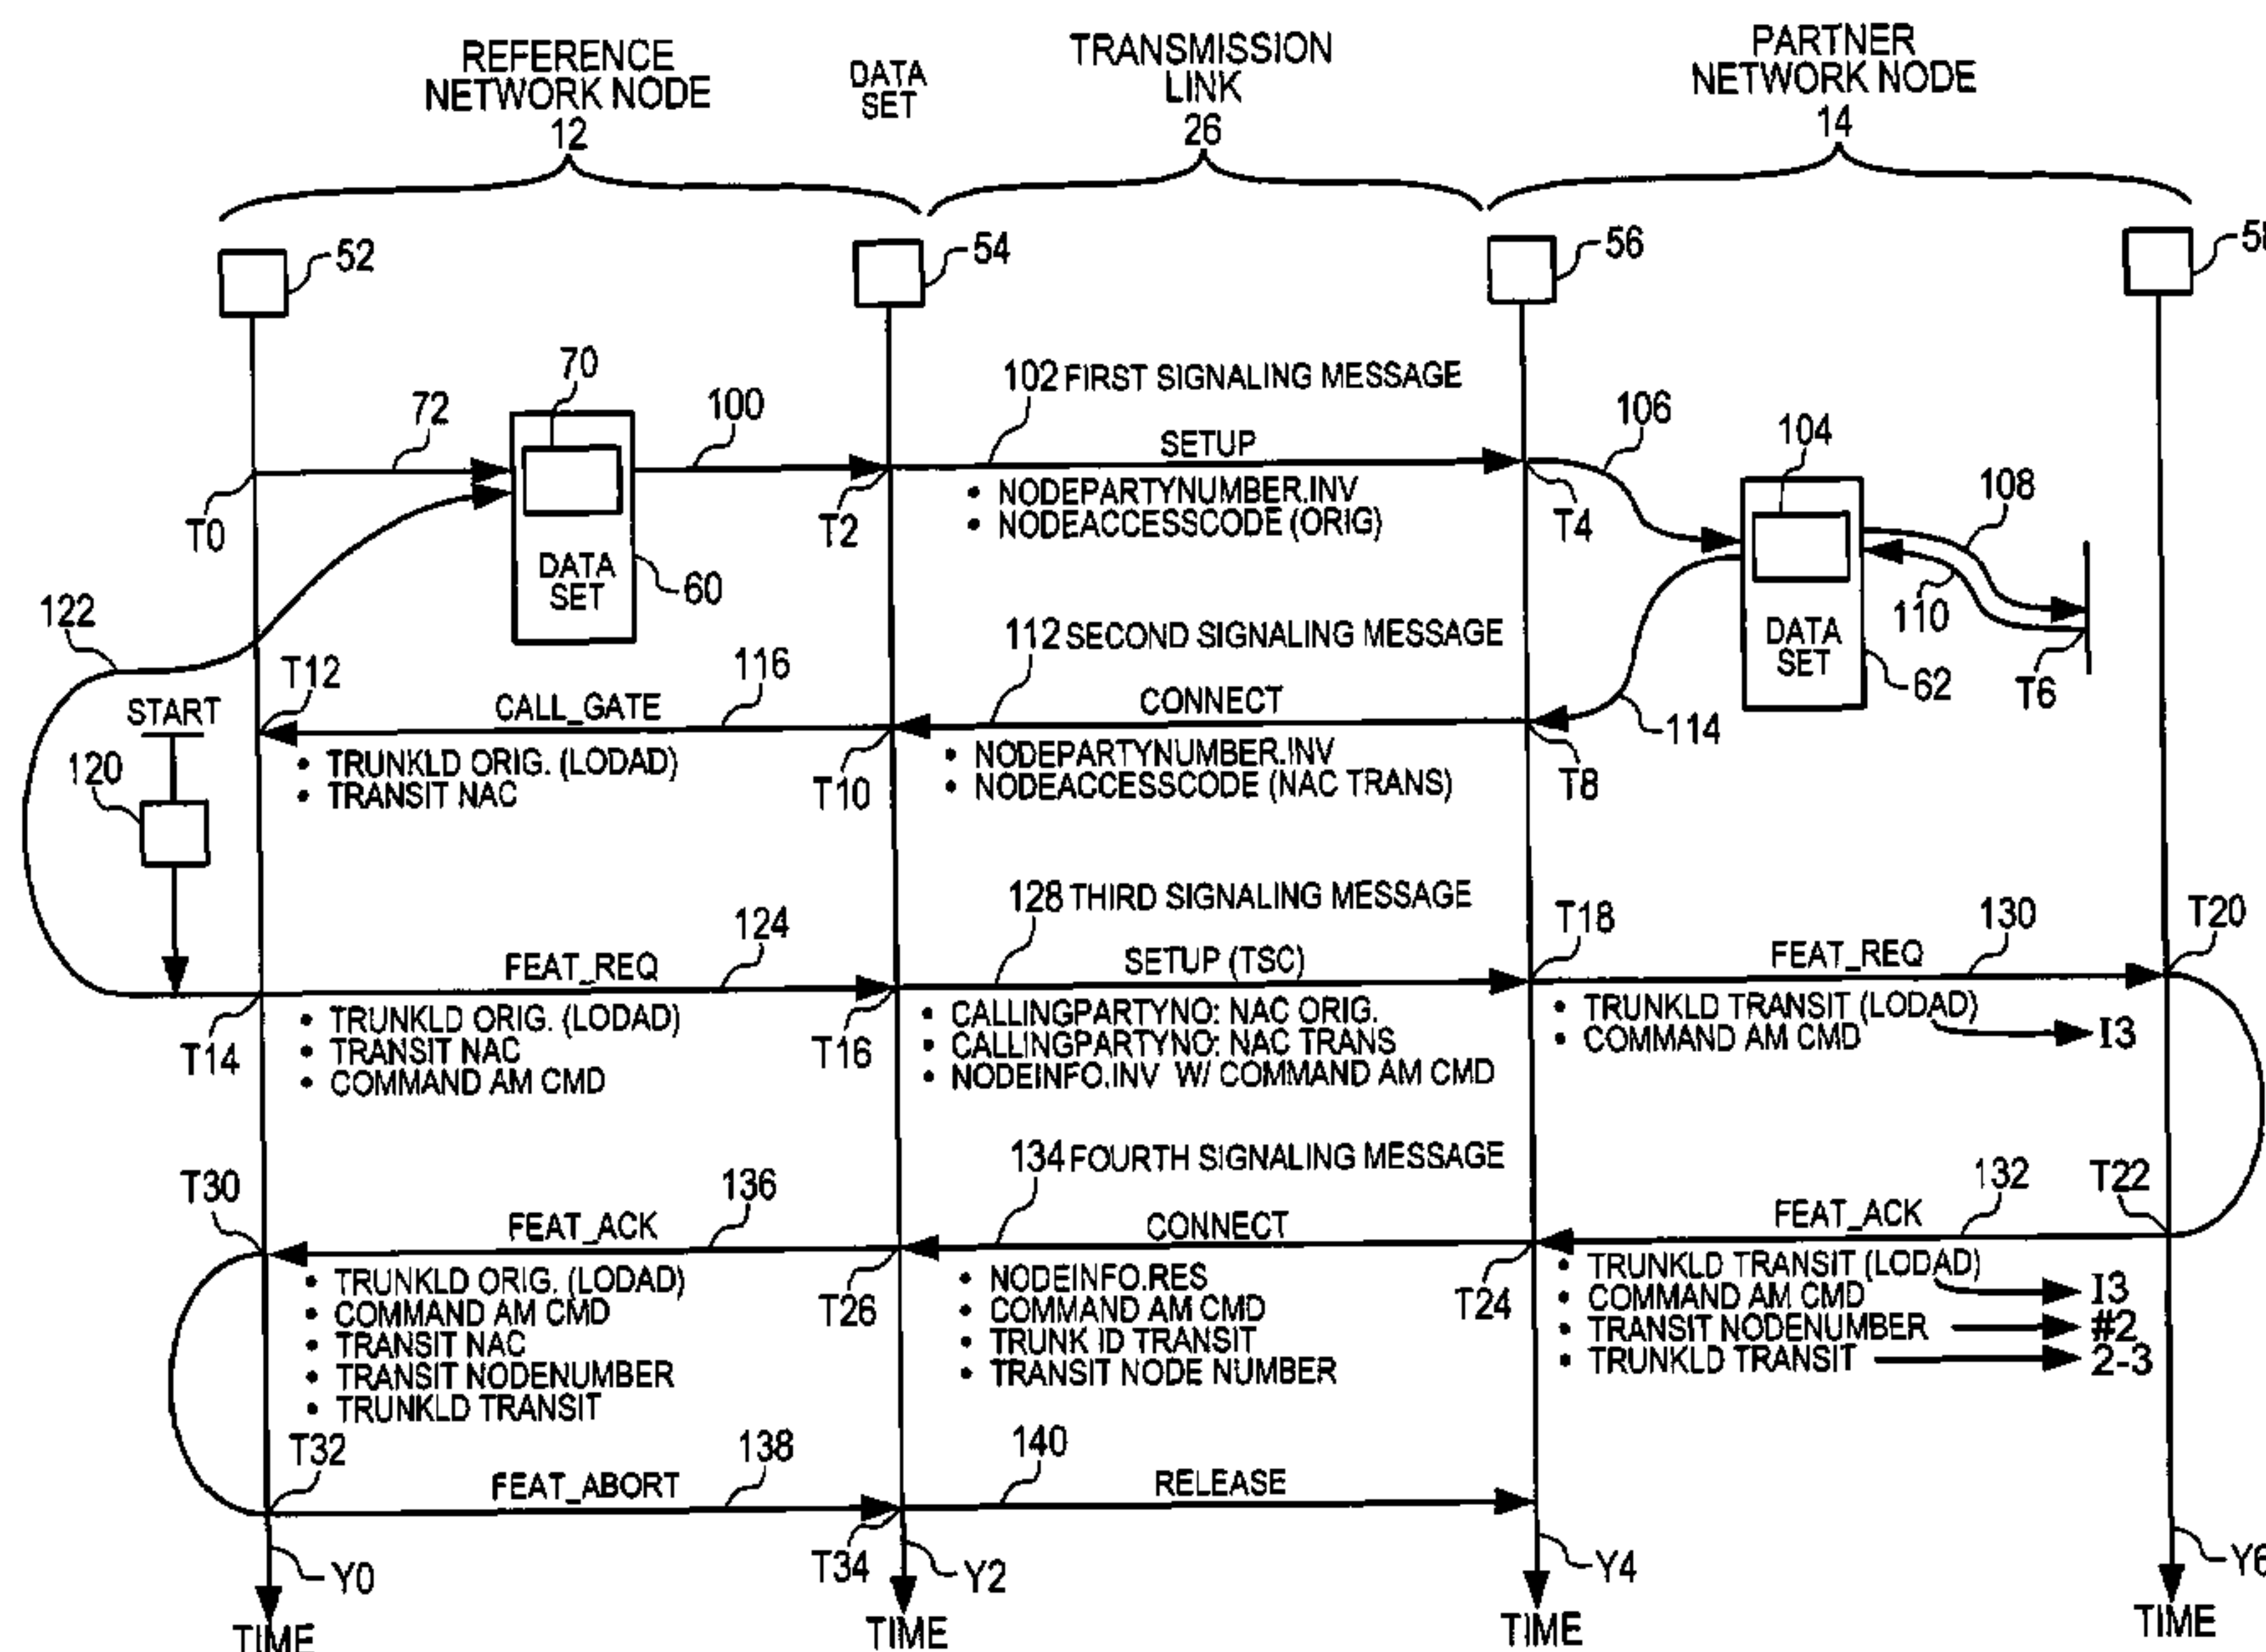 REFERENCE
NETWORK NODE
12
DATA
SET
TRANSMISSION
LINK
26
PARTNER
NETWORK NODE
14
52
54
56
70
72
100
102 FIRST SIGNALING MESSAGE
SETUP
• NODEPARTYNUMBER.INV
• NODEACCESSCODE (ORIG)
106
104
108
T0
T2
T4
DATA
SET
60
110
DATA
SET
62
T6
122
T12
116
112 SECOND SIGNALING MESSAGE
START
CALL_GATE
CONNECT
114
120
• TRUNKLD ORIG. (LODAD)
• TRANSIT NAC
T10
• NODEPARTYNUMBER.INV
• NODEACCESSCODE (NAC TRANS)
T8
124
128 THIRD SIGNALING MESSAGE
T18
130
T20
FEAT_REQ
SETUP (TSC)
FEAT_REQ
T14
• TRUNKLD ORIG. (LODAD)
• TRANSIT NAC
• COMMAND AM CMD
T16
• CALLINGPARTYNO: NAC ORIG.
• CALLINGPARTYNO: NAC TRANS
• NODEINFO.INV W/ COMMAND AM CMD
• TRUNKLD TRANSIT (LODAD)
• COMMAND AM CMD
I3
T30
136
134 FOURTH SIGNALING MESSAGE
132
T22
FEAT_ACK
CONNECT
FEAT_ACK
• TRUNKLD ORIG. (LODAD)
• COMMAND AM CMD
• TRANSIT NAC
• TRANSIT NODENUMBER
• TRUNKLD TRANSIT
T26
• NODEINFO.RES
• COMMAND AM CMD
• TRUNK ID TRANSIT
• TRANSIT NODE NUMBER
T24
• TRUNKLD TRANSIT (LODAD)
• COMMAND AM CMD
I3
• TRANSIT NODENUMBER
#2
• TRUNKLD TRANSIT
2-3
T32
138
140
FEAT_ABORT
RELEASE
Y0
T34
Y2
Y4
TIME
TIME
TIME
TIME